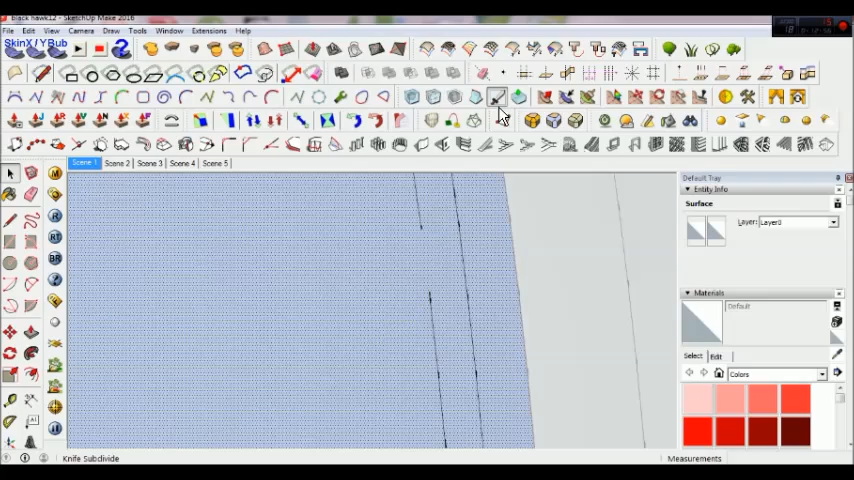 black hawk12 - SketchUp Make 2016
File Edit View Camera Draw Tools Window Extensions Help
SkinX / YBub
Scene 1 Scene 2 Scene 3 Scene 4 Scene 5
Default Tray
Entity Info
Surface
Layer: Layer0
Materials
Default
Select Edit
Colors
Knife Subdivide
Measurements